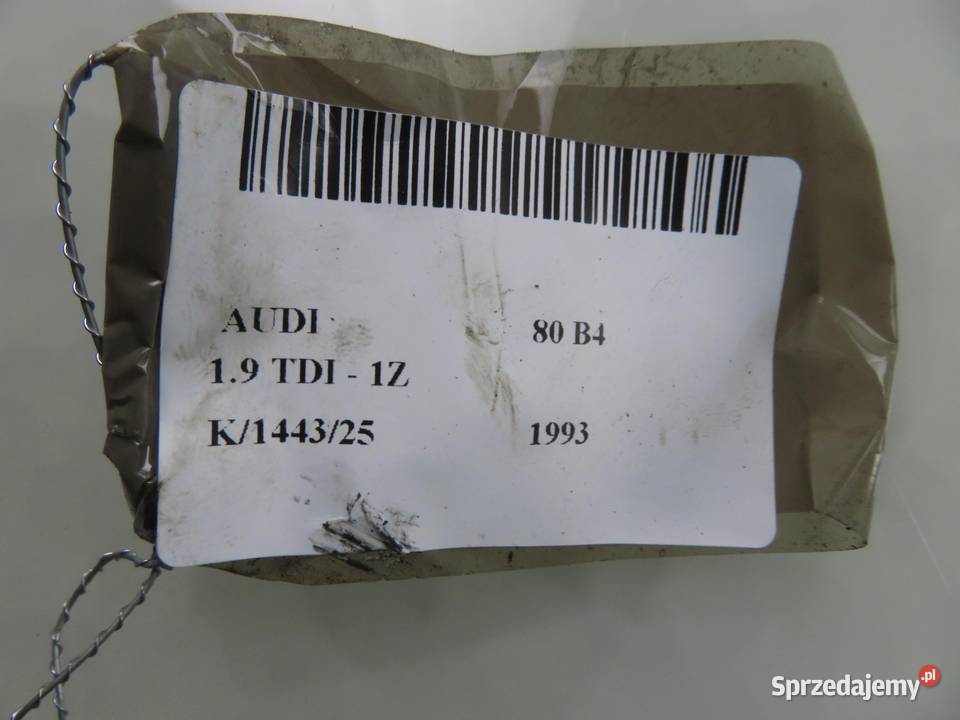 AUDI 80 B4
1.9 TDI - 1Z
K/1443/25 1993
Sprzedajemy.pl